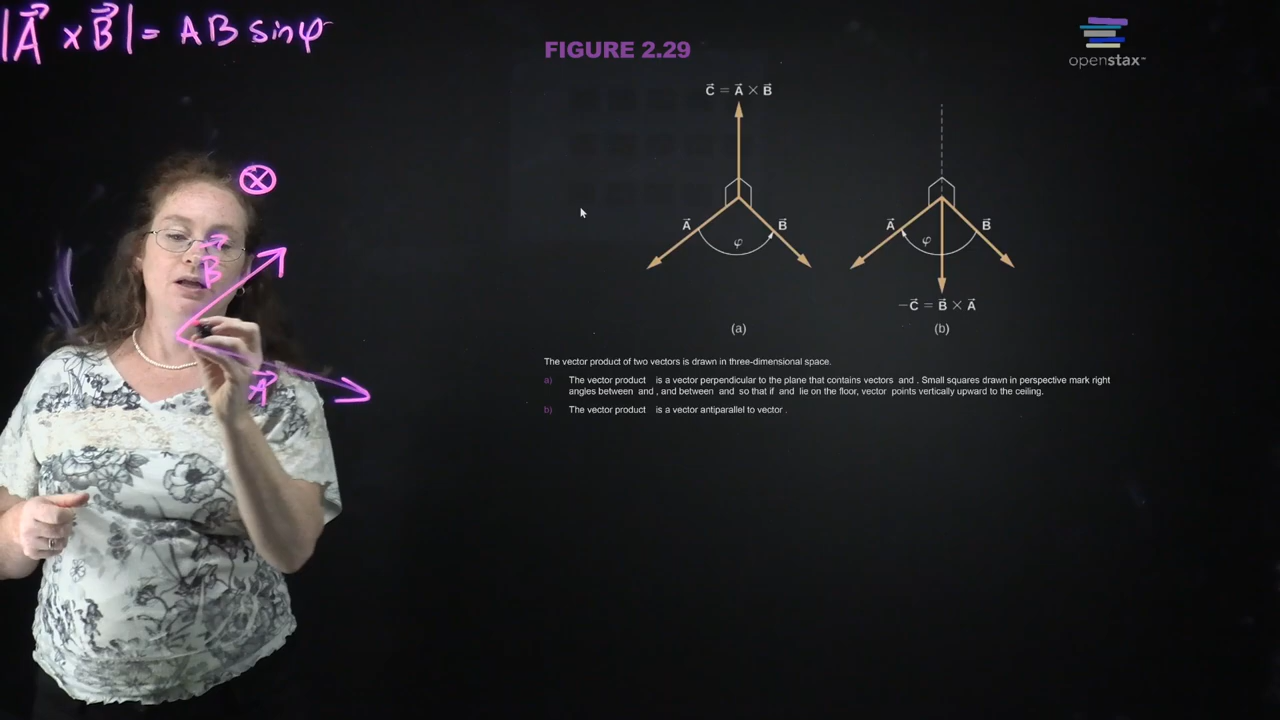 |A⃗ × B⃗| = AB sinφ
FIGURE 2.29
openstax™
C⃗ = A⃗ × B⃗
B⃗
A⃗
A⃗
B⃗
φ
A⃗
B⃗
φ
−C⃗ = B⃗ × A⃗
(a)
(b)
The vector product of two vectors is drawn in three-dimensional space.
a) The vector product is a vector perpendicular to the plane that contains vectors and . Small squares drawn in perspective mark right
angles between and , and between and so that if and lie on the floor, vector points vertically upward to the ceiling.
b) The vector product is a vector antiparallel to vector .